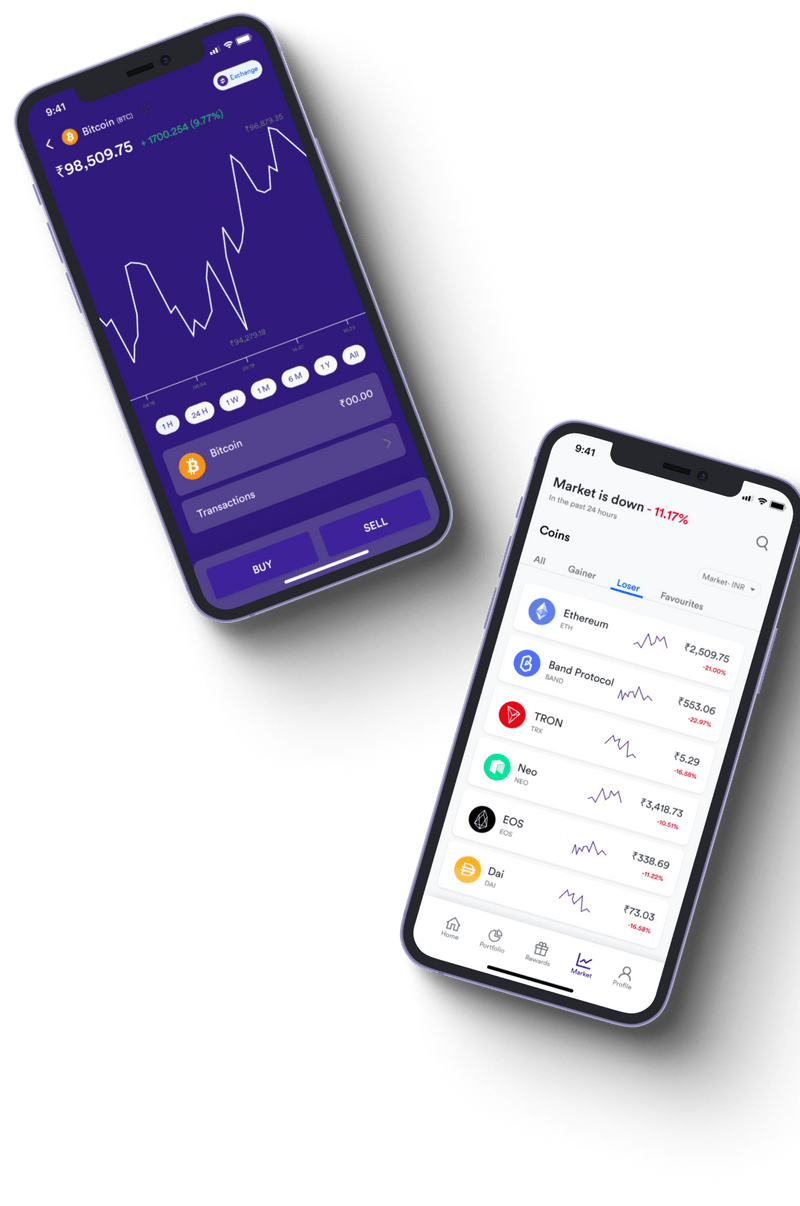 9:41
Exchange
Bitcoin (BTC)
₹98,509.75 + 1700.254 (9.77%)
₹96,879.35
₹94,279.18
1 H 24 H 1 W 1 M 6 M 1 Y All
Bitcoin ₹00.00
Transactions
BUY SELL
9:41
Market is down - 11.17%
In the past 24 hours
Coins
Market- INR
All Gainer Loser Favourites
Ethereum ₹2,509.75
ETH -21.00%
Band Protocol ₹553.06
BAND -22.97%
TRON ₹5.29
TRX -16.58%
Neo ₹3,418.73
NEO -10.51%
EOS ₹338.69
EOS -11.22%
Dai ₹73.03
DAI -16.58%
Home Portfolio Rewards Market Profile